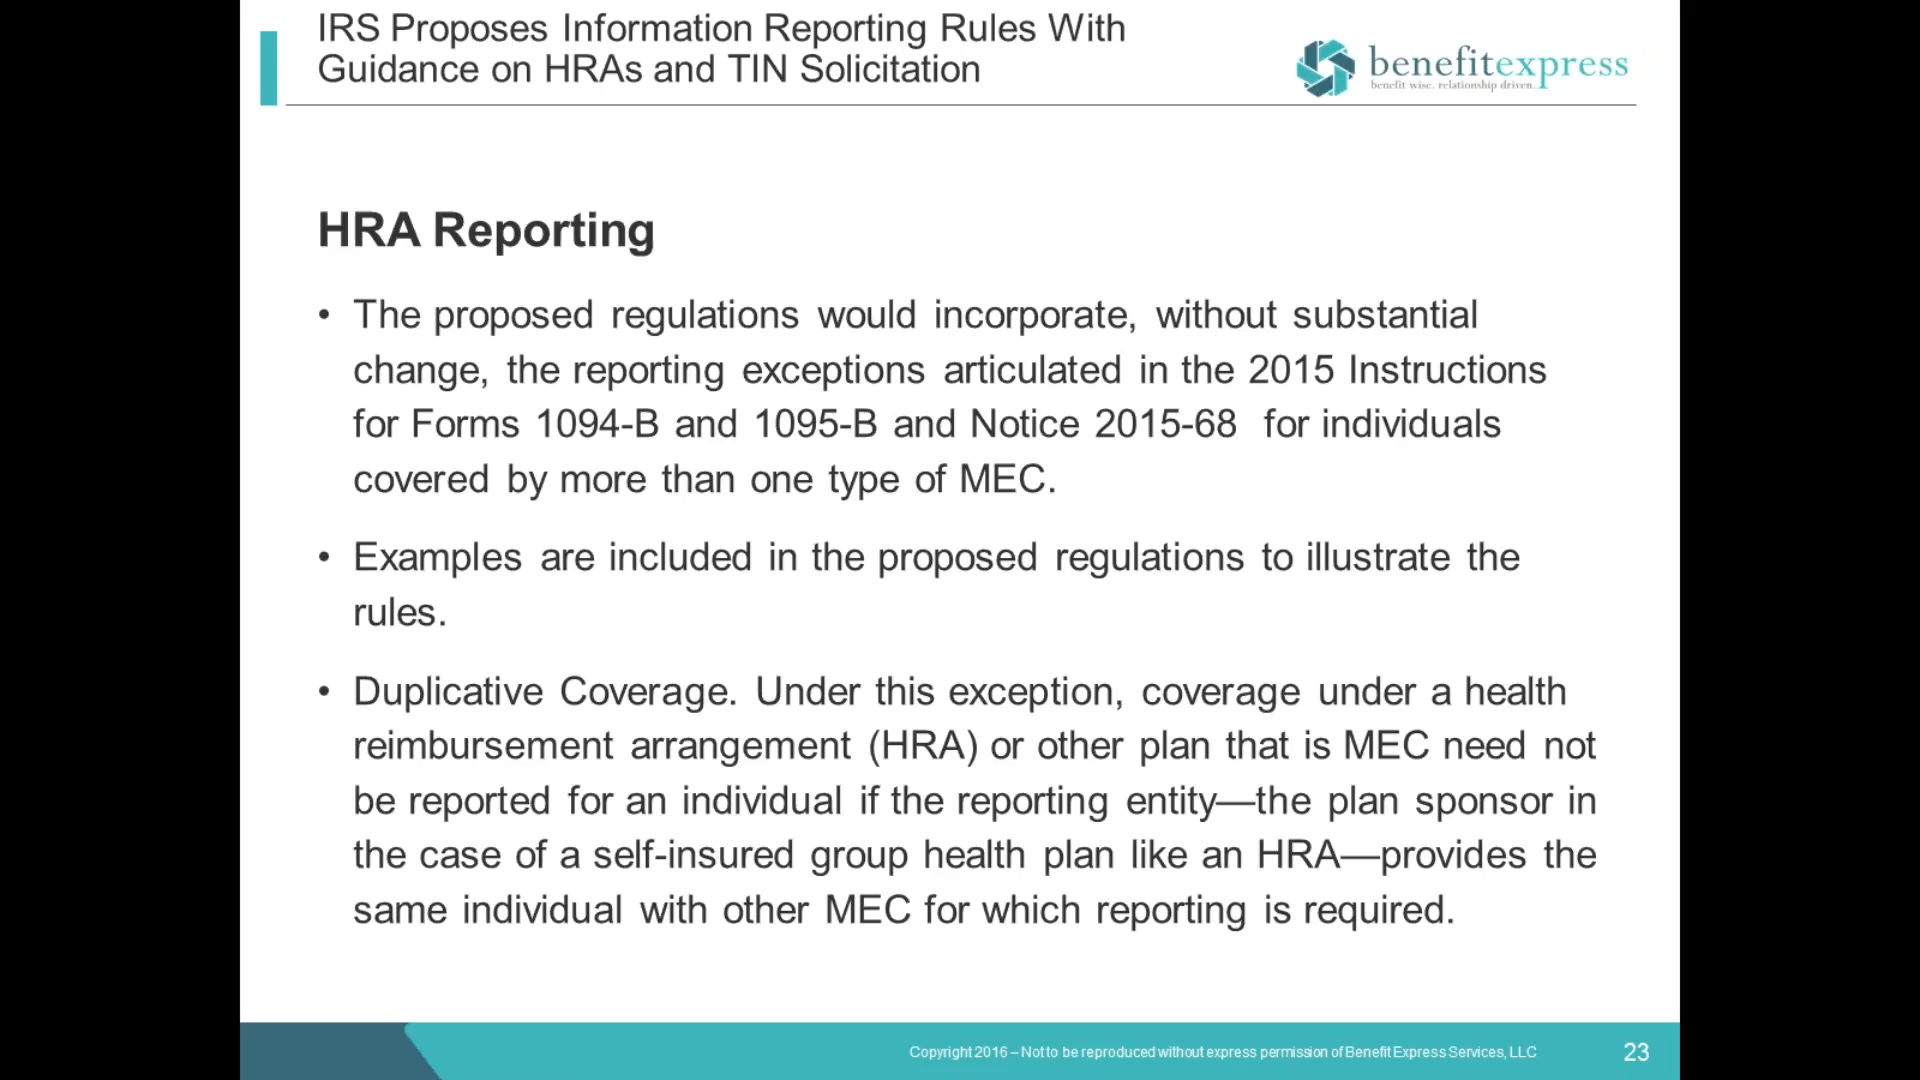 IRS Proposes Information Reporting Rules With
Guidance on HRAs and TIN Solicitation
benefitexpress
benefit wise. relationship driven.
HRA Reporting
• The proposed regulations would incorporate, without substantial
change, the reporting exceptions articulated in the 2015 Instructions
for Forms 1094-B and 1095-B and Notice 2015-68 for individuals
covered by more than one type of MEC.
• Examples are included in the proposed regulations to illustrate the
rules.
• Duplicative Coverage. Under this exception, coverage under a health
reimbursement arrangement (HRA) or other plan that is MEC need not
be reported for an individual if the reporting entity—the plan sponsor in
the case of a self-insured group health plan like an HRA—provides the
same individual with other MEC for which reporting is required.
Copyright 2016 – Not to be reproduced without express permission of Benefit Express Services, LLC
23